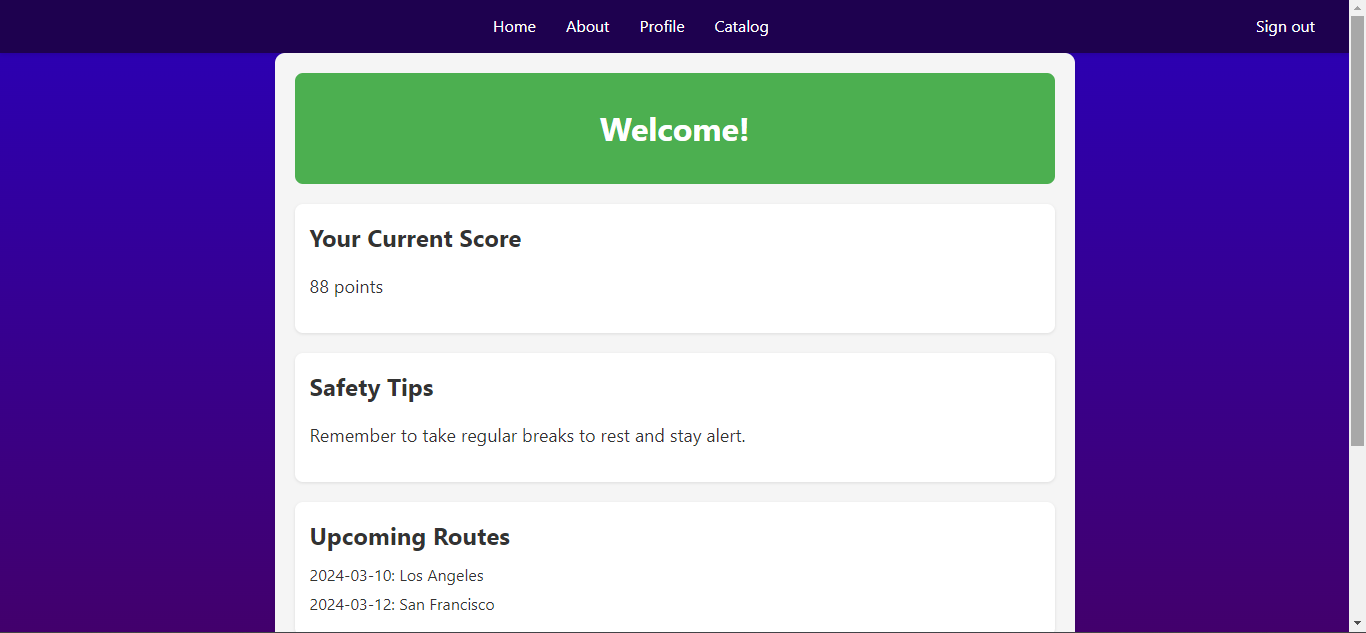 Home About Profile Catalog Sign out
Welcome!
Your Current Score
88 points
Safety Tips
Remember to take regular breaks to rest and stay alert.
Upcoming Routes
2024-03-10: Los Angeles
2024-03-12: San Francisco